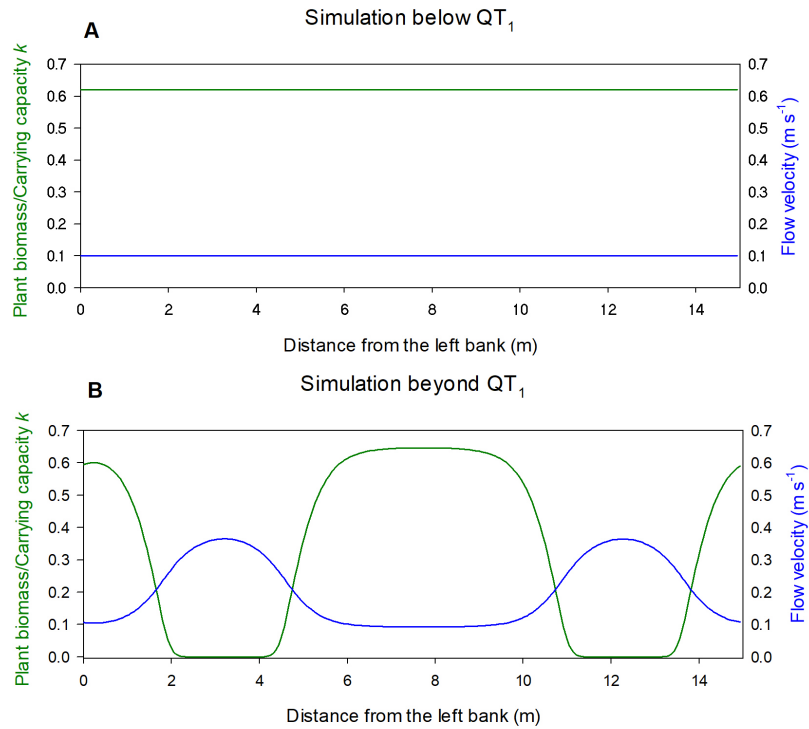 A
Simulation below QT1
Plant biomass/Carrying capacity k
0.7
0.6
0.5
0.4
0.3
0.2
0.1
0.0
0.7
0.6
0.5
0.4
0.3
0.2
0.1
0.0
Flow velocity (m s-1)
0 2 4 6 8 10 12 14
Distance from the left bank (m)
B
Simulation beyond QT1
Plant biomass/Carrying capacity k
0.7
0.6
0.5
0.4
0.3
0.2
0.1
0.0
0.7
0.6
0.5
0.4
0.3
0.2
0.1
0.0
Flow velocity (m s-1)
0 2 4 6 8 10 12 14
Distance from the left bank (m)